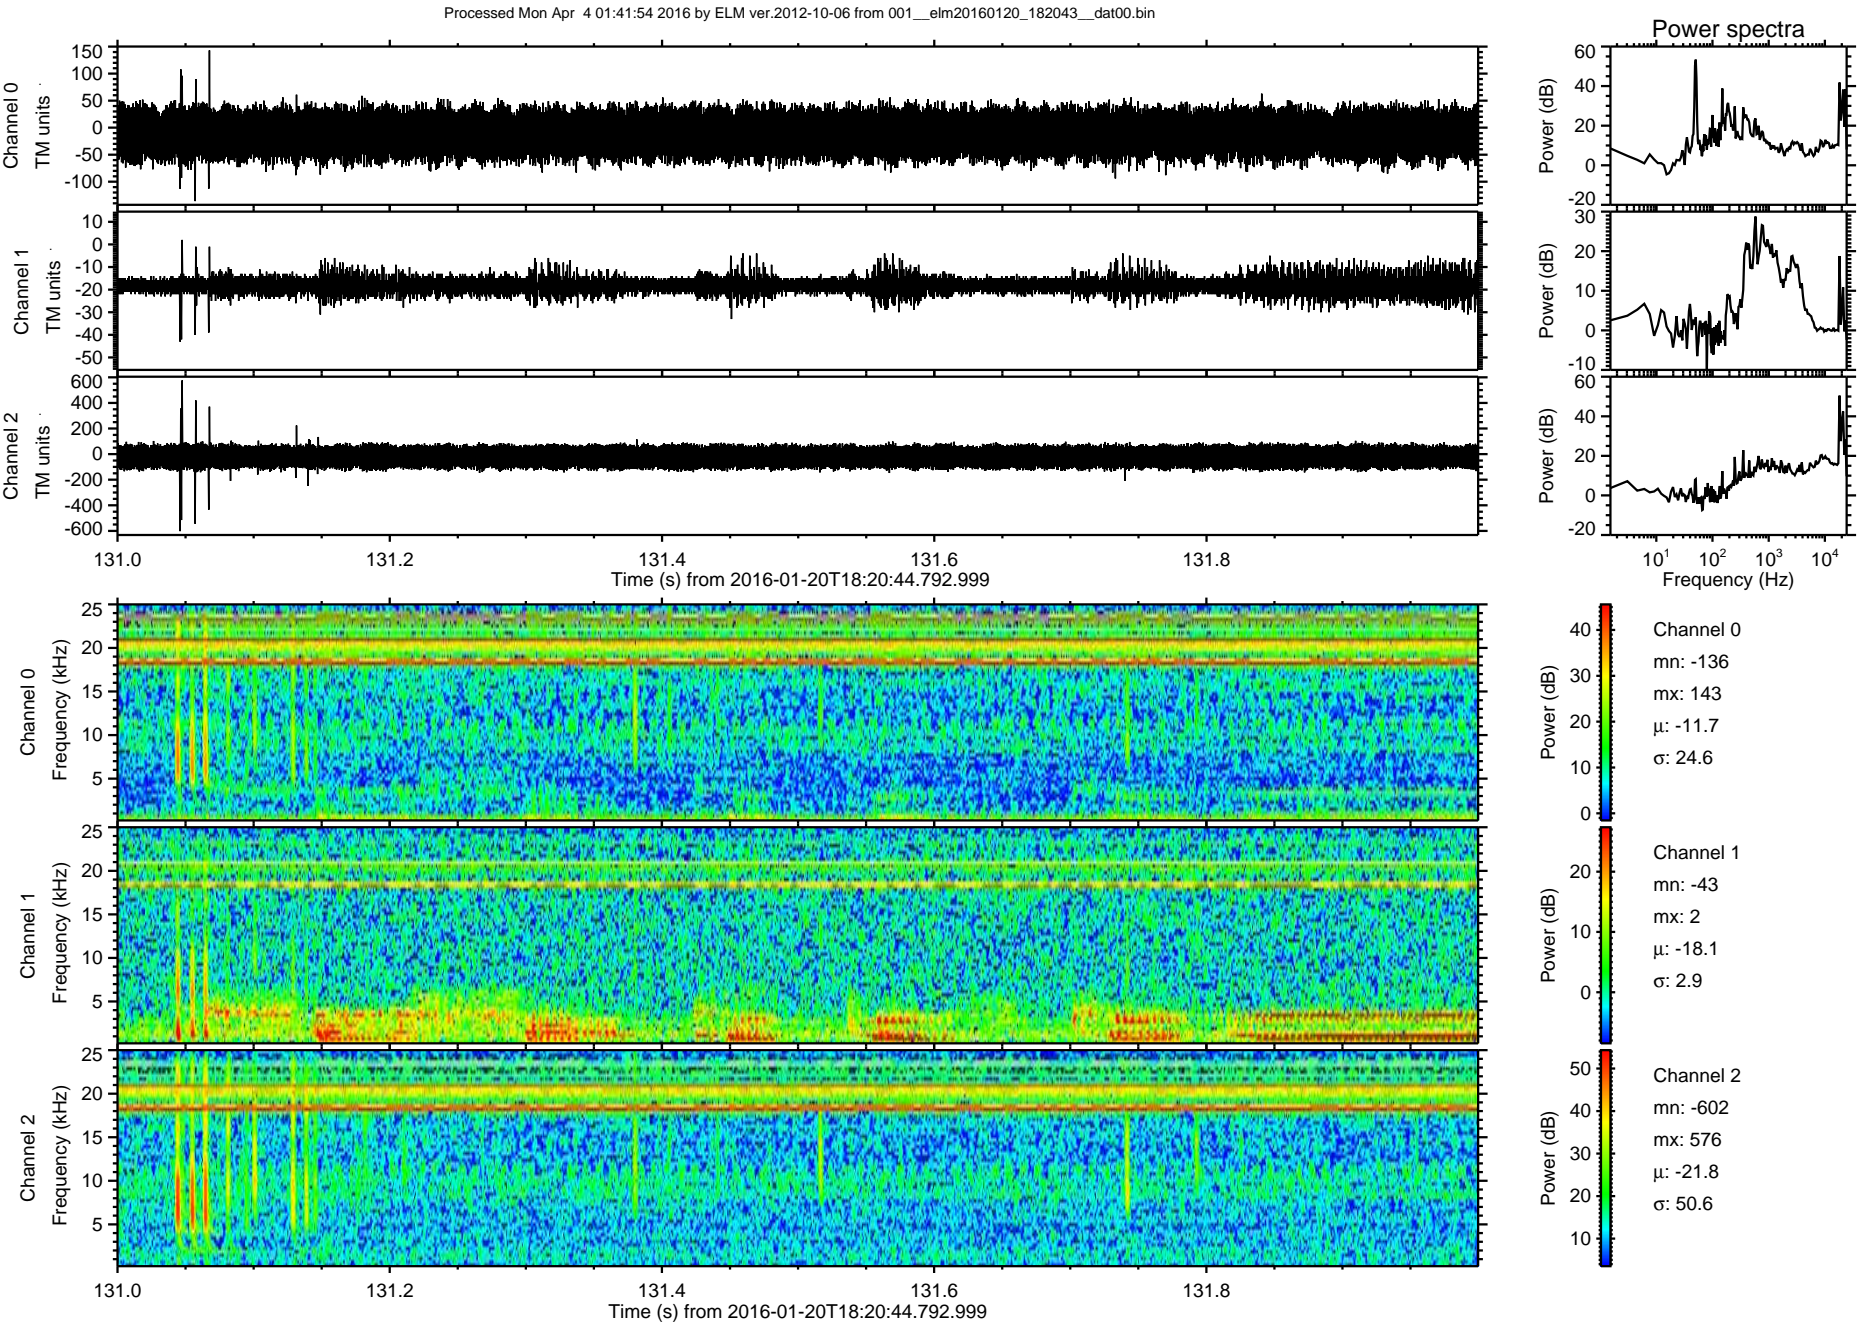 Processed Mon Apr  4 01:41:54 2016 by ELM ver.2012-10-06 from 001__elm20160120_182043__dat00.bin
Power spectra
Channel 0
TM units
150
100
50
0
-50
-100
Power (dB)
60
40
20
0
-20
Channel 1
TM units
10
0
-10
-20
-30
-40
-50
Power (dB)
30
20
10
0
-10
Channel 2
TM units
600
400
200
0
-200
-400
-600
Power (dB)
60
40
20
0
-20
131.0 131.2 131.4 131.6 131.8
Time (s) from 2016-01-20T18:20:44.792.999
10¹ 10² 10³ 10⁴
Frequency (Hz)
Channel 0
Frequency (kHz)
25
20
15
10
5
Power (dB)
40
30
20
10
0
Channel 0
mn: -136
mx: 143
μ: -11.7
σ: 24.6
Channel 1
Frequency (kHz)
25
20
15
10
5
Power (dB)
20
10
0
Channel 1
mn: -43
mx: 2
μ: -18.1
σ: 2.9
Channel 2
Frequency (kHz)
25
20
15
10
5
Power (dB)
50
40
30
20
10
Channel 2
mn: -602
mx: 576
μ: -21.8
σ: 50.6
131.0 131.2 131.4 131.6 131.8
Time (s) from 2016-01-20T18:20:44.792.999